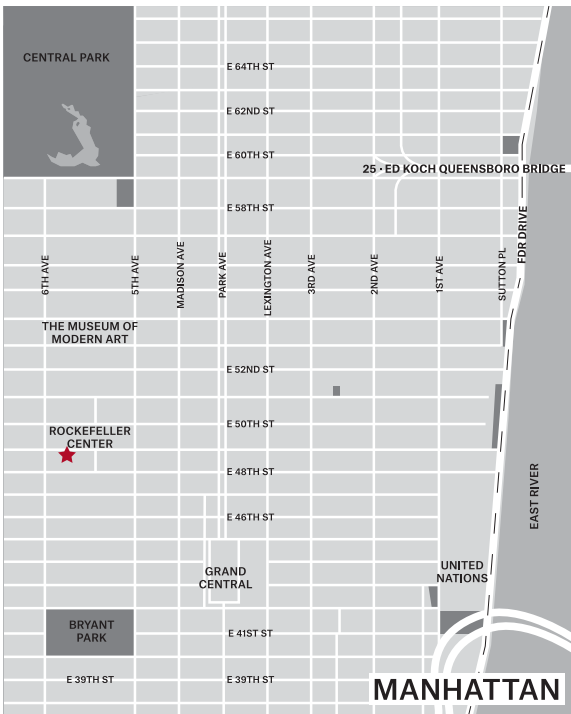 CENTRAL PARK
E 64TH ST
E 62ND ST
E 60TH ST
25 • ED KOCH QUEENSBORO BRIDGE
E 58TH ST
FDR DRIVE
6TH AVE
5TH AVE
MADISON AVE
PARK AVE
LEXINGTON AVE
3RD AVE
2ND AVE
1ST AVE
SUTTON PL
THE MUSEUM OF
MODERN ART
E 52ND ST
E 50TH ST
ROCKEFELLER
CENTER
E 48TH ST
EAST RIVER
E 46TH ST
GRAND
CENTRAL
UNITED
NATIONS
BRYANT
PARK
E 41ST ST
E 39TH ST
E 39TH ST
MANHATTAN